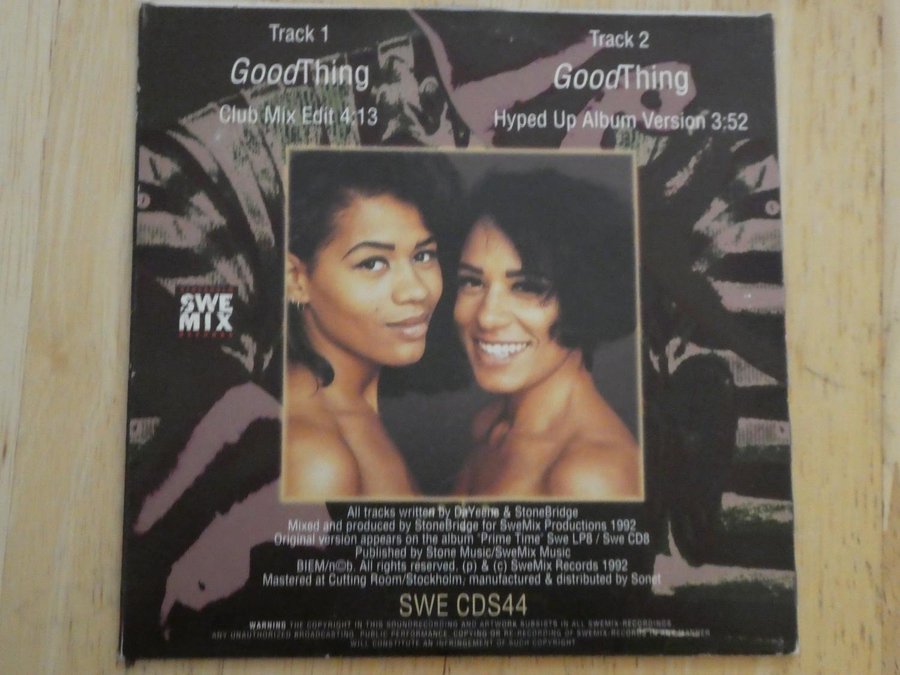 Track 1
GoodThing
Club Mix Edit 4:13
Track 2
GoodThing
Hyped Up Album Version 3:52
SWE
MIX
RECORDS
All tracks written by DaYeene & StoneBridge
Mixed and produced by StoneBridge for SweMix Productions 1992
Original version appears on the album 'Prime Time' Swe LP8 / Swe CD8
Published by Stone Music/SweMix Music
BIEM/n©b. All rights reserved. (p) & (c) SweMix Records 1992
Mastered at Cutting Room/Stockholm, manufactured & distributed by Sonet
SWE CDS44
WARNING THE COPYRIGHT IN THIS SOUNDRECORDING AND ARTWORK SUBSISTS IN ALL SWEMIX-RECORDINGS
ANY UNAUTHORIZED BROADCASTING, PUBLIC PERFORMANCE, COPYING OR RE-RECORDING OF SWEMIX-RECORDS IN ANY MANNER
WILL CONSTITUTE AN INFRINGEMENT OF SUCH COPYRIGHT